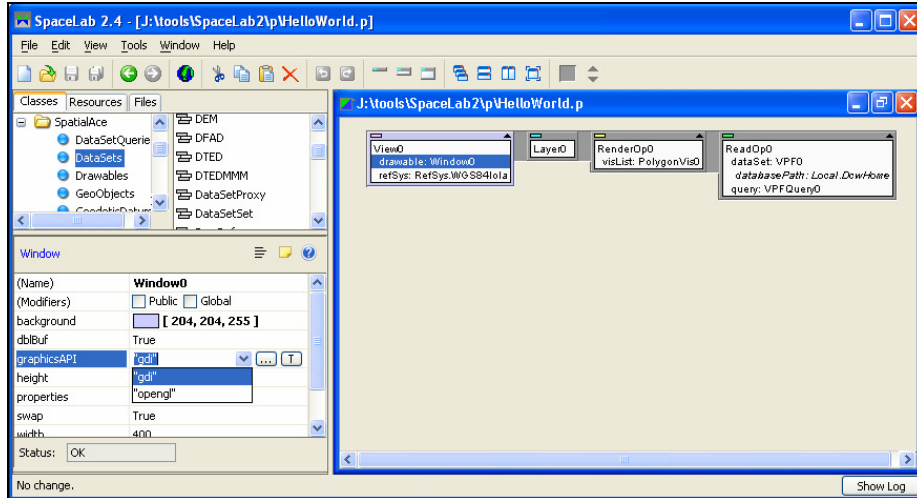 SpaceLab 2.4 - [J:\tools\SpaceLab2\p\HelloWorld.p]
File Edit View Tools Window Help
Classes Resources Files
SpatialAce
DataSetQuerie
DataSets
Drawables
GeoObjects
GeodeticDatum
DEM
DFAD
DTED
DTEDMMM
DataSetProxy
DataSetSet
Window
(Name) Window0
(Modifiers) Public Global
background [ 204, 204, 255 ]
dblBuf True
graphicsAPI "gdi" ... T
height "gdi"
properties "opengl"
swap True
width 400
Status: OK
No change.
J:\tools\SpaceLab2\p\HelloWorld.p
View0
drawable: Window0
refSys: RefSys.WGS84lola
Layer0
RenderOp0
visList: PolygonVis0
ReadOp0
dataSet: VPF0
databasePath: Local.DcwHome
query: VPFQuery0
Show Log